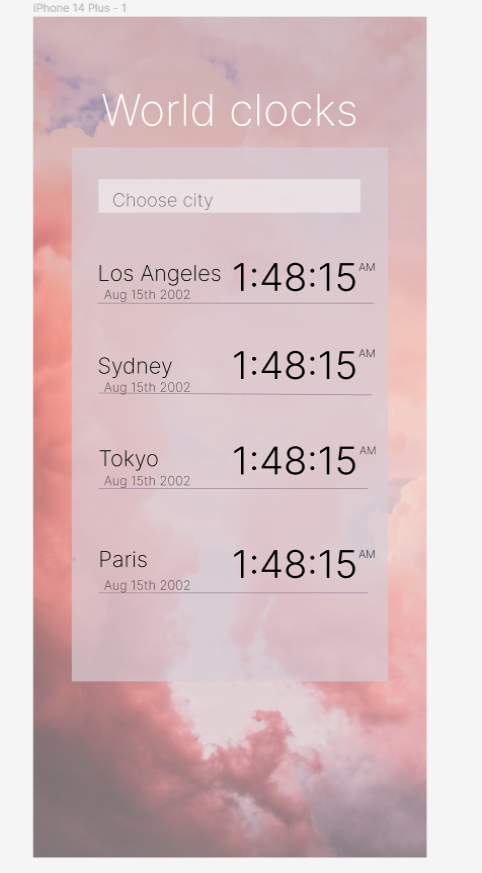 iPhone 14 Plus - 1
World clocks
Choose city
Los Angeles 1:48:15 AM
Aug 15th 2002
Sydney 1:48:15 AM
Aug 15th 2002
Tokyo 1:48:15 AM
Aug 15th 2002
Paris 1:48:15 AM
Aug 15th 2002